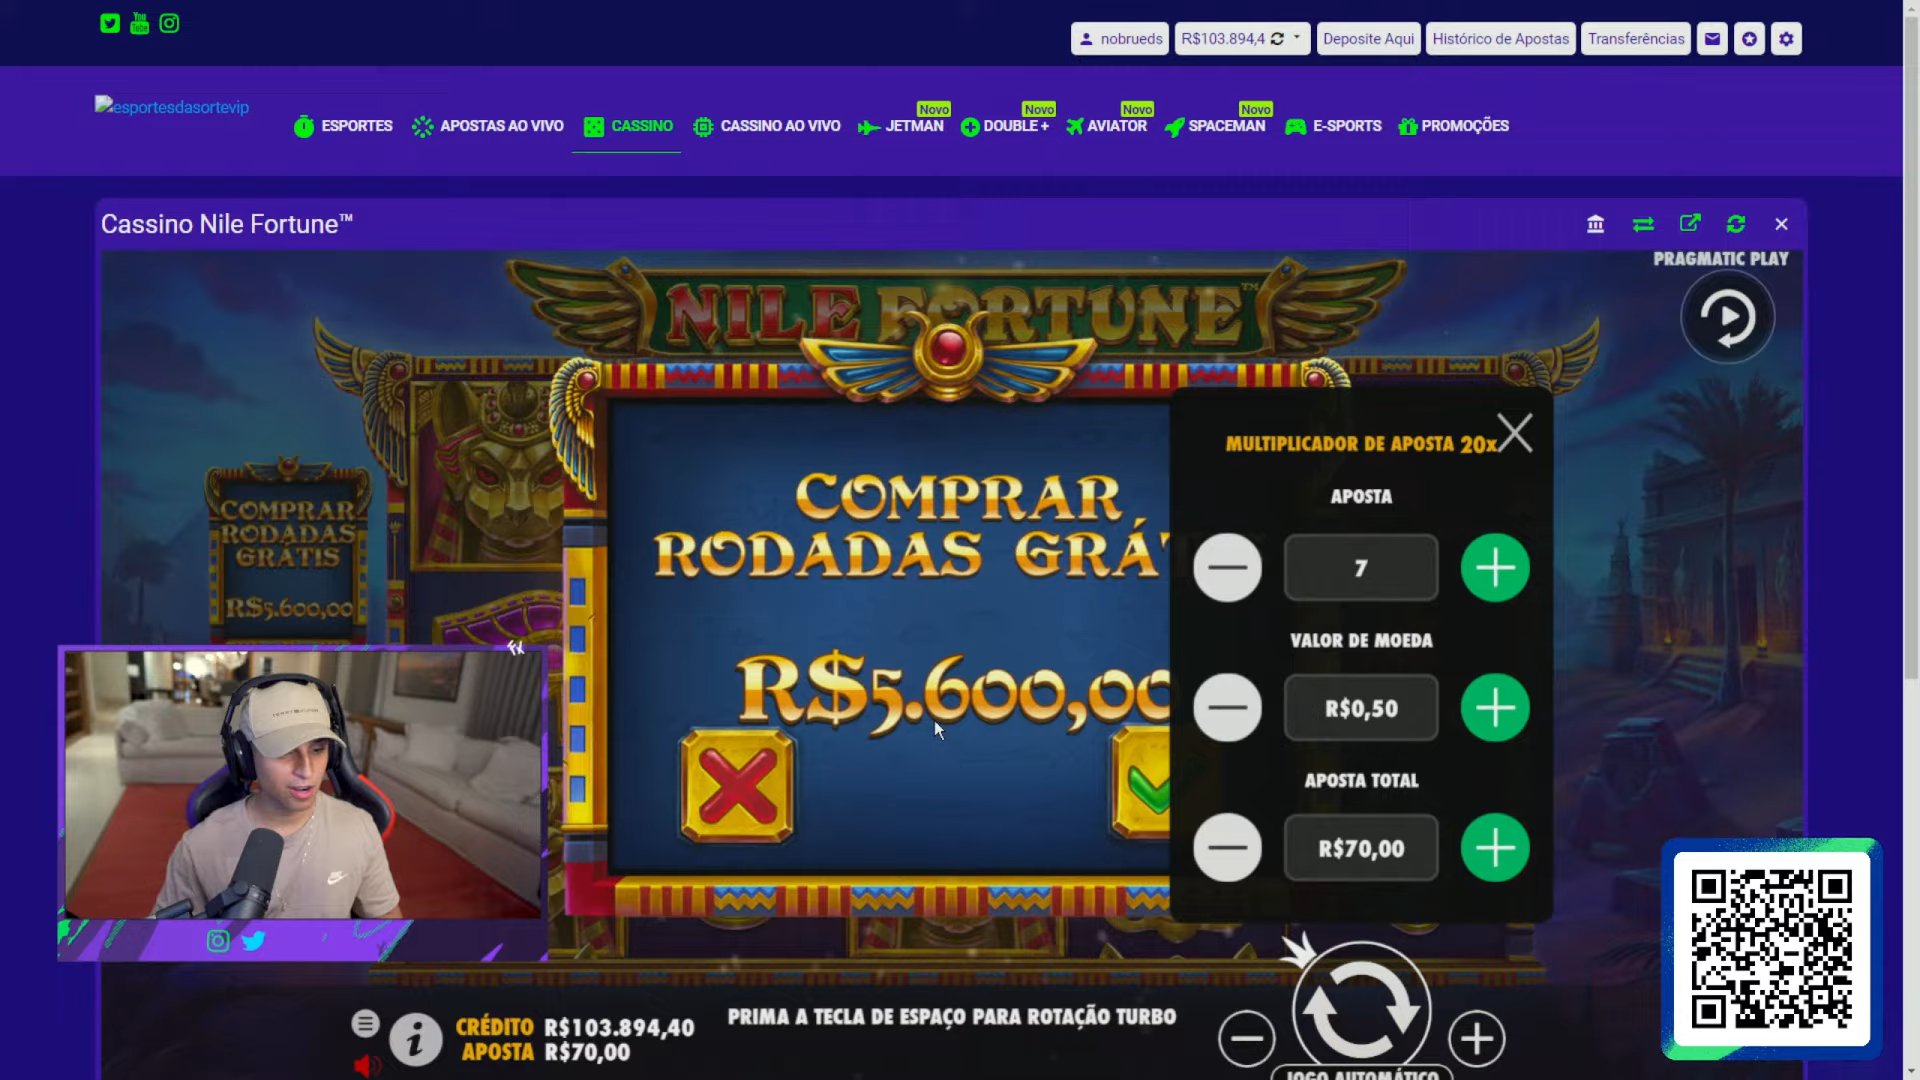 nobrueds
R$103.894,4
Deposite Aqui
Histórico de Apostas
Transferências
esportesdasortevip
ESPORTES
APOSTAS AO VIVO
CASSINO
CASSINO AO VIVO
Novo
JETMAN
Novo
DOUBLE +
Novo
AVIATOR
Novo
SPACEMAN
E-SPORTS
PROMOÇÕES
Cassino Nile Fortune™
PRAGMATIC PLAY
NILE FORTUNE™
COMPRAR
RODADAS
GRÁTIS
R$5.600,00
COMPRAR
RODADAS GRÁT
R$5.600,00
MULTIPLICADOR DE APOSTA 20x
APOSTA
7
VALOR DE MOEDA
R$0,50
APOSTA TOTAL
R$70,00
CRÉDITO R$103.894,40
APOSTA R$70,00
PRIMA A TECLA DE ESPAÇO PARA ROTAÇÃO TURBO
JOGO AUTOMÁTICO